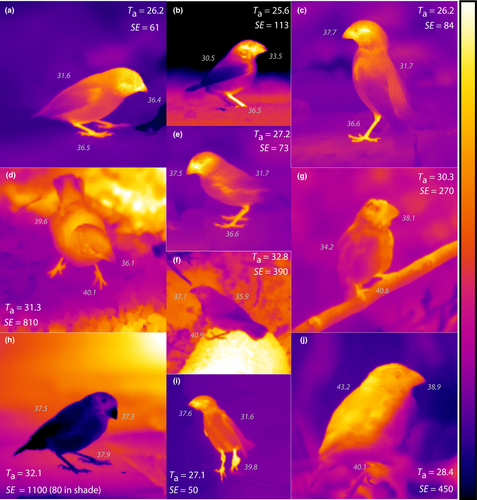 (a)
Ta = 26.2
SE = 61
31.6
36.4
36.5
(b)
Ta = 25.6
SE = 113
30.5
33.5
36.5
(c)
Ta = 26.2
SE = 84
37.7
31.7
36.6
(d)
39.6
36.1
40.1
Ta = 31.3
SE = 810
(e)
Ta = 27.2
SE = 73
37.5
31.7
36.6
(f)
Ta = 32.8
SE = 390
37.1
35.9
40.9
(g)
Ta = 30.3
SE = 270
38.1
34.2
40.6
(h)
37.5
37.3
37.9
Ta = 32.1
SE = 1100 (80 in shade)
(i)
37.6
31.6
39.8
Ta = 27.1
SE = 50
(j)
43.2
38.9
40.1
Ta = 28.4
SE = 450